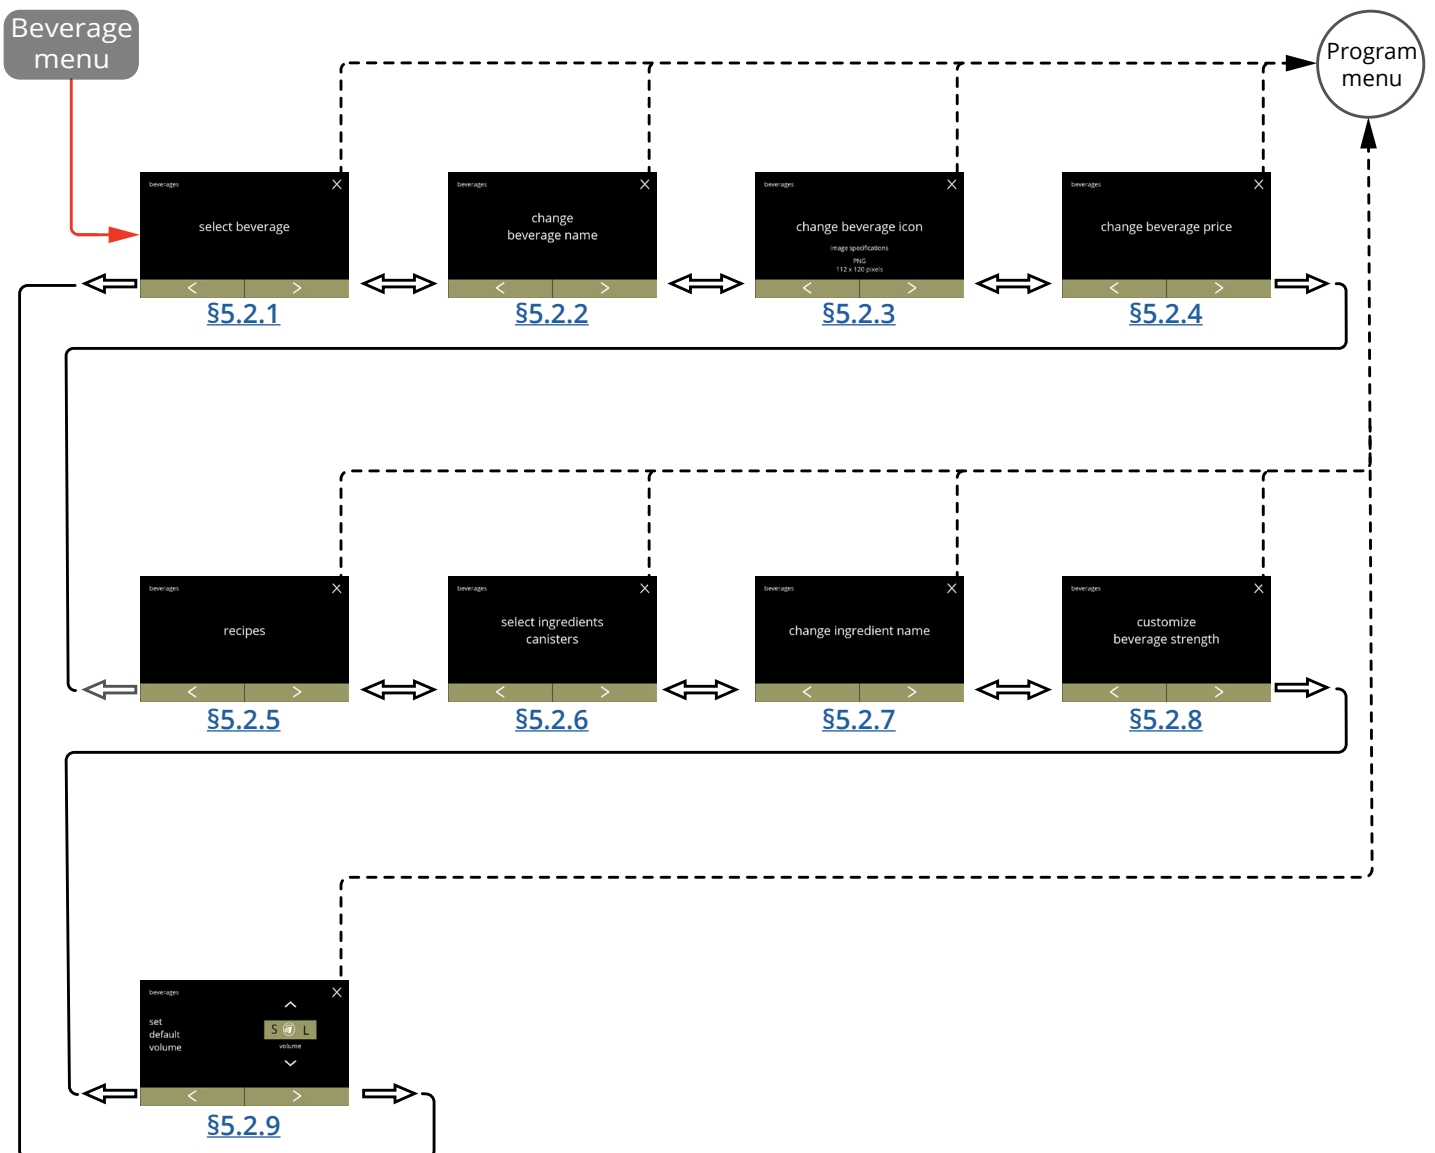 Beverage
menu
Program
menu
beverages
select beverage
§5.2.1
beverages
change
beverage name
§5.2.2
beverages
change beverage icon
image specifications
PNG
112 x 120 pixels
§5.2.3
beverages
change beverage price
§5.2.4
beverages
recipes
§5.2.5
beverages
select ingredients
canisters
§5.2.6
beverages
change ingredient name
§5.2.7
beverages
customize
beverage strength
§5.2.8
beverages
set
default
volume
S L
volume
§5.2.9